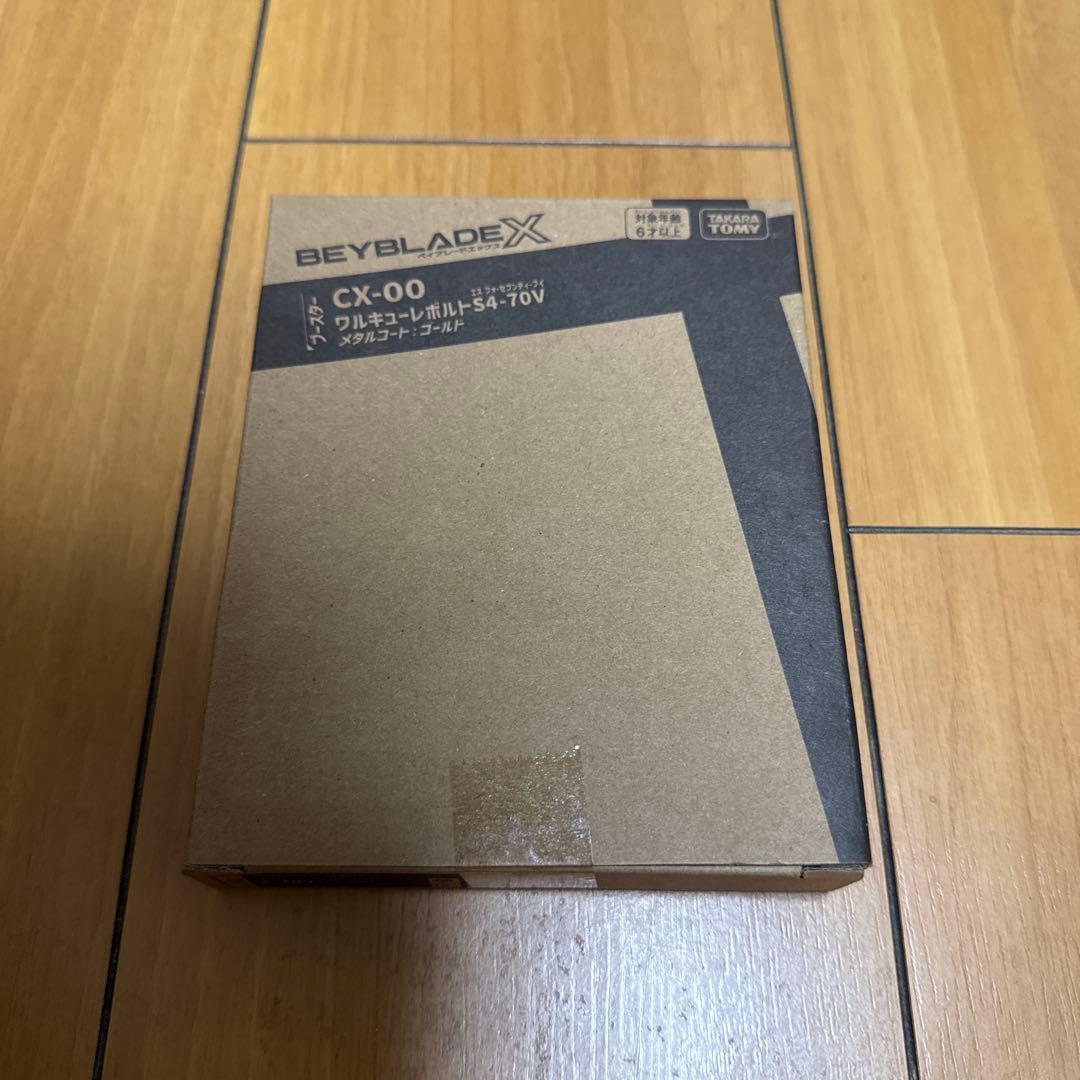 BEYBLADE X
ベイブレードエックス
対象年齢
6才以上
TAKARA
TOMY
ブースター
CX-00
エス フォー セブンティ ブイ
ワルキューレボルトS4-70V
メタルコート:ゴールド